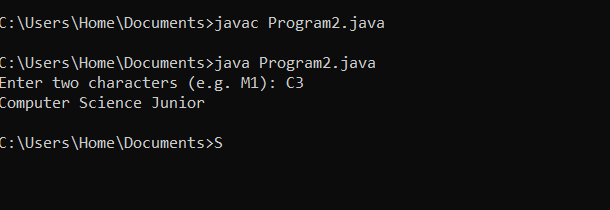 C:\Users\Home\Documents>javac Program2.java
C:\Users\Home\Documents>java Program2.java
Enter two characters (e.g. M1): C3
Computer Science Junior
C:\Users\Home\Documents>S